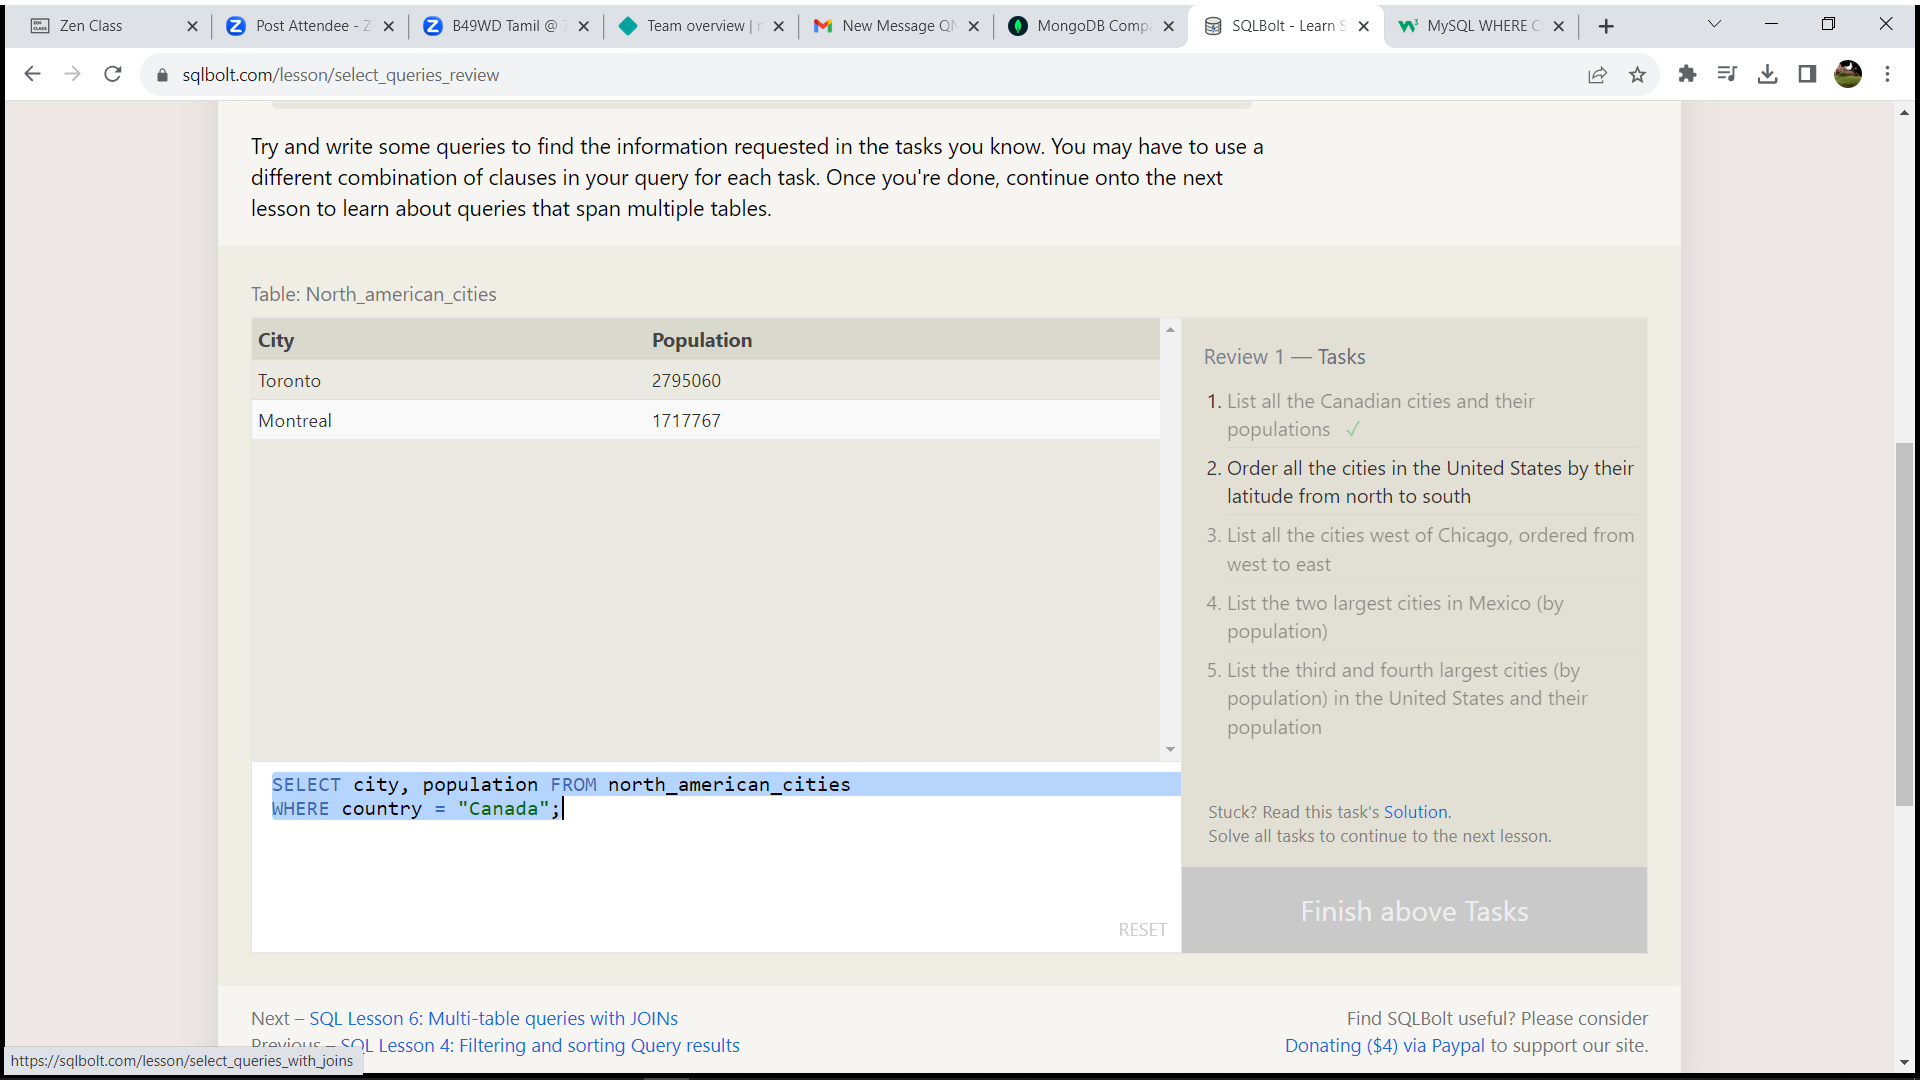 Zen Class
Post Attendee - Z
B49WD Tamil @ 7
Team overview | n
New Message QN
MongoDB Comp
SQLBolt - Learn S
MySQL WHERE C
sqlbolt.com/lesson/select_queries_review
Try and write some queries to find the information requested in the tasks you know. You may have to use a
different combination of clauses in your query for each task. Once you're done, continue onto the next
lesson to learn about queries that span multiple tables.
Table: North_american_cities
City Population
Toronto 2795060
Montreal 1717767
SELECT city, population FROM north_american_cities
WHERE country = "Canada";
RESET
Review 1 — Tasks
1. List all the Canadian cities and their
populations ✓
2. Order all the cities in the United States by their
latitude from north to south
3. List all the cities west of Chicago, ordered from
west to east
4. List the two largest cities in Mexico (by
population)
5. List the third and fourth largest cities (by
population) in the United States and their
population
Stuck? Read this task's Solution.
Solve all tasks to continue to the next lesson.
Finish above Tasks
Next – SQL Lesson 6: Multi-table queries with JOINs
Previous – SQL Lesson 4: Filtering and sorting Query results
Find SQLBolt useful? Please consider
Donating ($4) via Paypal to support our site.
https://sqlbolt.com/lesson/select_queries_with_joins